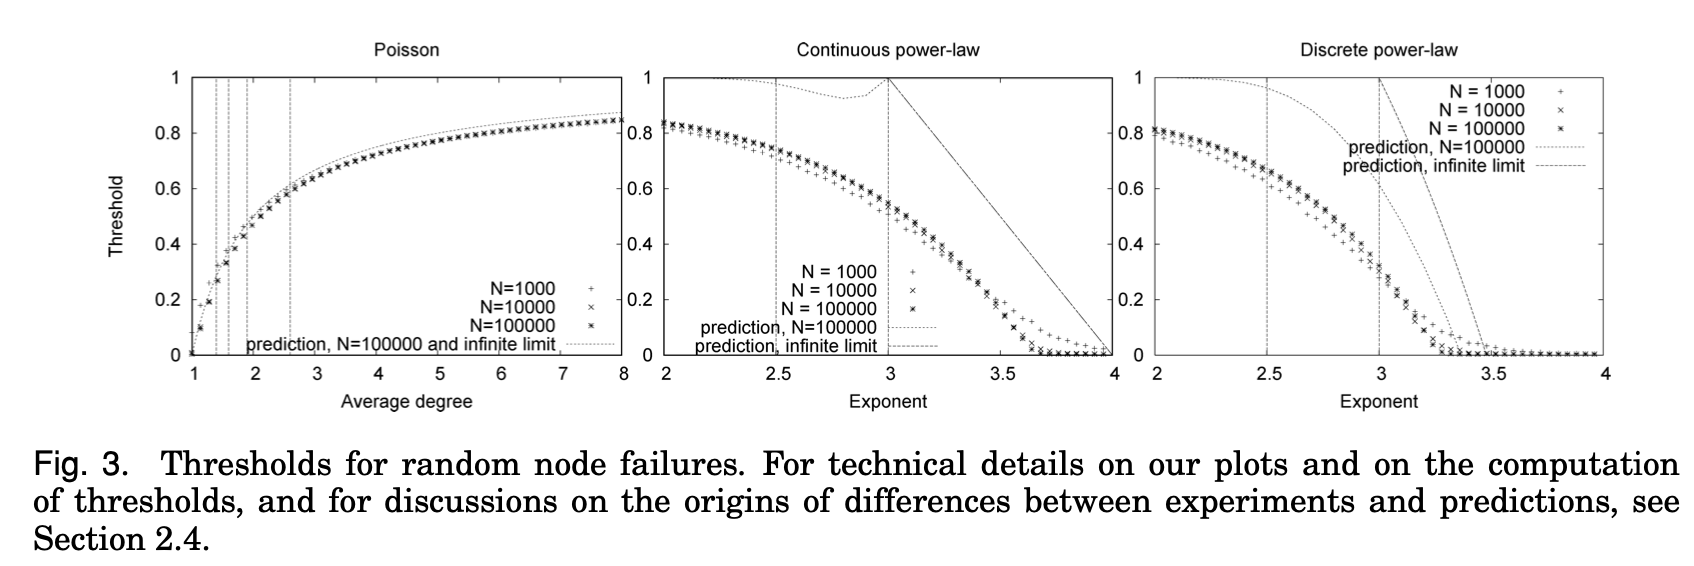 Poisson
Continuous power-law
Discrete power-law
Threshold
1
0.8
0.6
0.4
0.2
0
N=1000
N=10000
N=100000
prediction, N=100000 and infinite limit
1 2 3 4 5 6 7 8
Average degree
1
0.8
0.6
0.4
0.2
0
N = 1000
N = 10000
N = 100000
prediction, N=100000
prediction, infinite limit
2 2.5 3 3.5 4
Exponent
1
0.8
0.6
0.4
0.2
0
N = 1000
N = 10000
N = 100000
prediction, N=100000
prediction, infinite limit
2 2.5 3 3.5 4
Exponent
Fig. 3. Thresholds for random node failures. For technical details on our plots and on the computation
of thresholds, and for discussions on the origins of differences between experiments and predictions, see
Section 2.4.